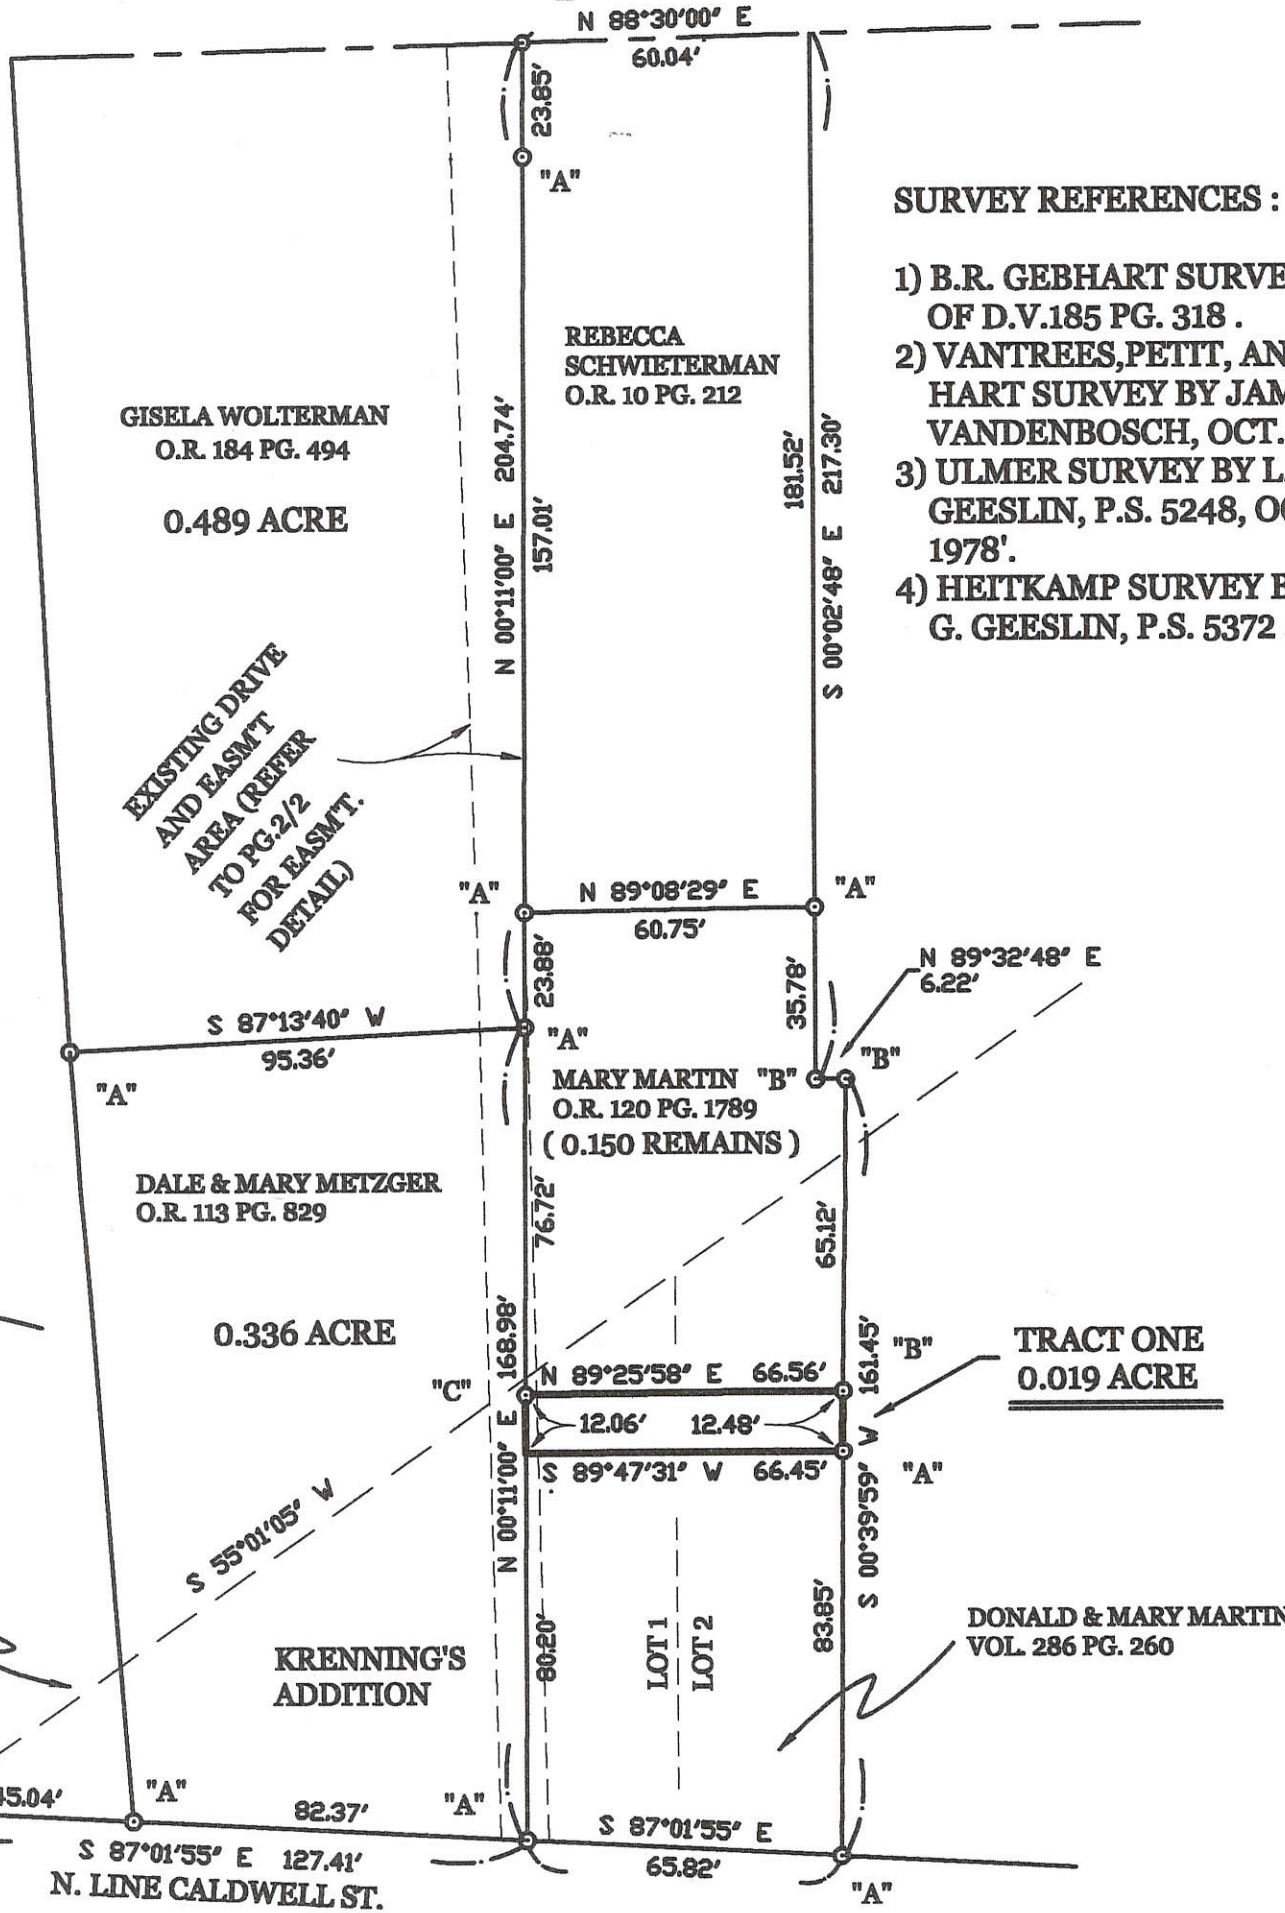 N 88°30'00" E
60.04'
23.85'
"A"
SURVEY REFERENCES :
1) B.R. GEBHART SURVE
OF D.V.185 PG. 318 .
2) VANTREES,PETIT, AN
HART SURVEY BY JAM
VANDENBOSCH, OCT.
3) ULMER SURVEY BY L.
GEESLIN, P.S. 5248, O
1978'.
4) HEITKAMP SURVEY B
G. GEESLIN, P.S. 5372
REBECCA
SCHWIETERMAN
O.R. 10 PG. 212
GISELA WOLTERMAN
O.R. 184 PG. 494
0.489 ACRE
N 00°11'00" E 204.74'
157.01'
181.52'
S 00°02'48" E 217.30'
EXISTING DRIVE
AND EASM'T
AREA (REFER
TO PG.2/2
FOR EASM'T.
DETAIL)
"A"
N 89°08'29" E
60.75'
"A"
23.88'
35.78'
N 89°32'48" E
6.22'
S 87°13'40" W
95.36'
"A"
"A"
MARY MARTIN
O.R. 120 PG. 1789
( 0.150 REMAINS )
"B"
"B"
DALE & MARY METZGER
O.R. 113 PG. 829
76.72'
65.12'
0.336 ACRE
168.98'
161.45'
"B"
TRACT ONE
0.019 ACRE
"C"
N 89°25'58" E 66.56'
12.06' 12.48'
S 89°47'31" W 66.45'
"A"
N 00°11'00" E
S 00°39'59" W
S 55°01'05" W
80.20'
LOT 1
LOT 2
83.85'
DONALD & MARY MARTIN
VOL. 286 PG. 260
KRENNING'S
ADDITION
45.04'
"A"
82.37'
"A"
S 87°01'55" E
65.82'
"A"
S 87°01'55" E 127.41'
N. LINE CALDWELL ST.